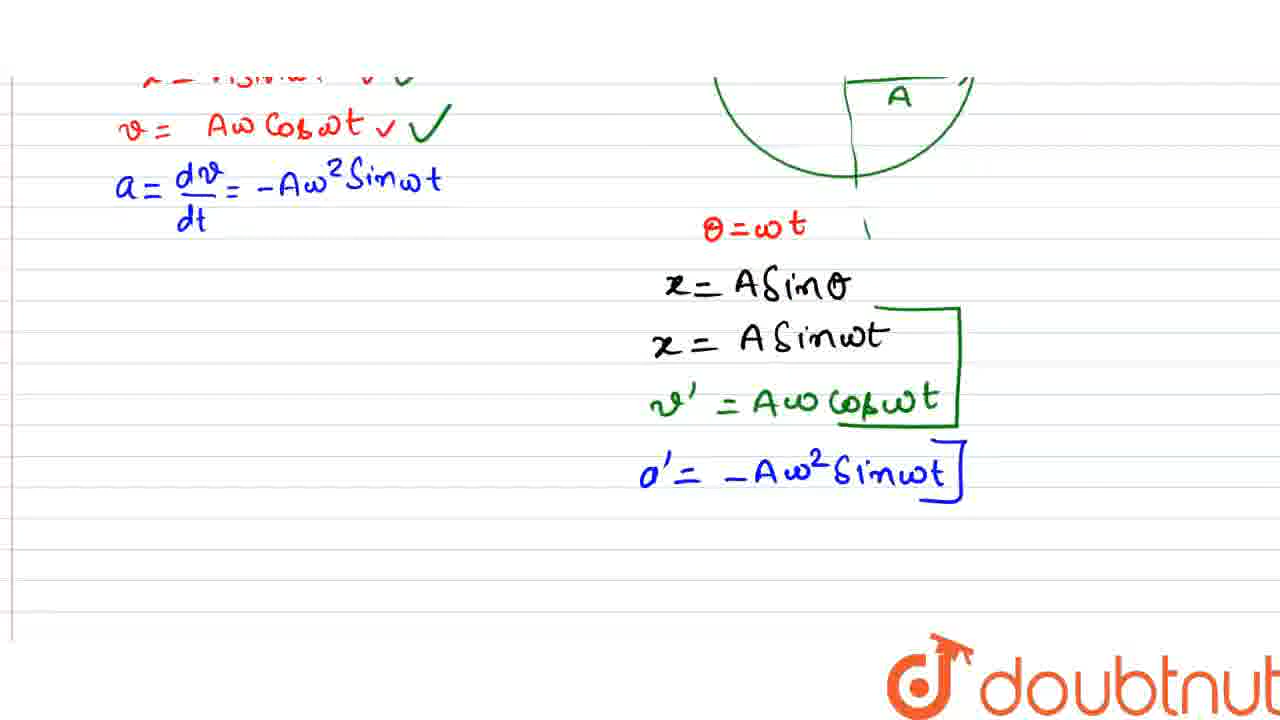 v = Aω Cosωt ✓ ✓
a = dv/dt = -Aω² Sinωt
A
θ = ωt
x = A Sinθ
x = A Sinωt
v' = Aω cosωt
a' = -Aω² Sinωt
doubtnut